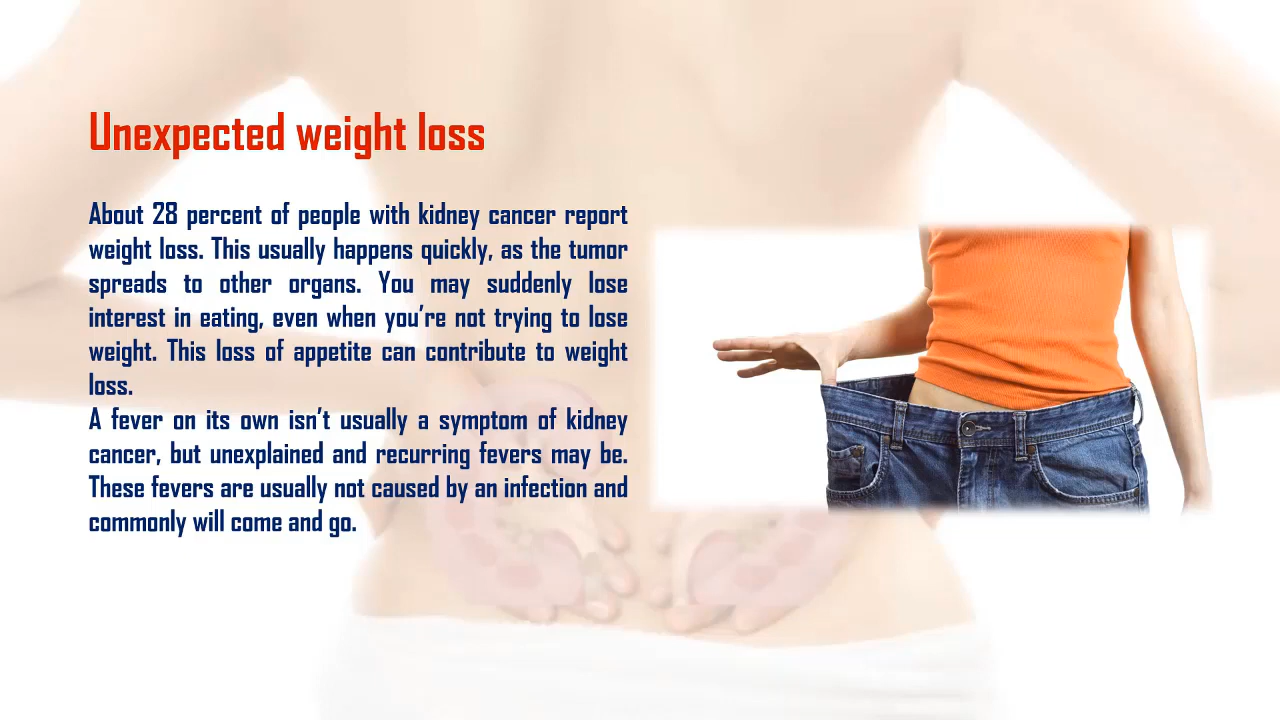 Unexpected weight loss
About 28 percent of people with kidney cancer report
weight loss. This usually happens quickly, as the tumor
spreads to other organs. You may suddenly lose
interest in eating, even when you’re not trying to lose
weight. This loss of appetite can contribute to weight
loss.
A fever on its own isn’t usually a symptom of kidney
cancer, but unexplained and recurring fevers may be.
These fevers are usually not caused by an infection and
commonly will come and go.